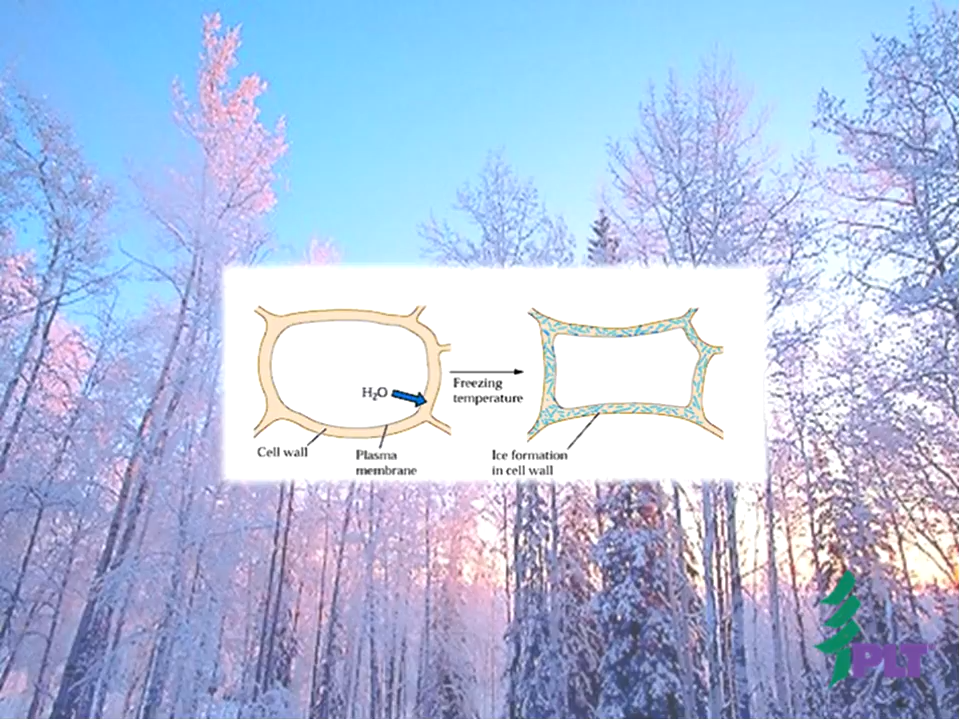 H₂O
Freezing
temperature
Cell wall
Plasma
membrane
Ice formation
in cell wall
PLT